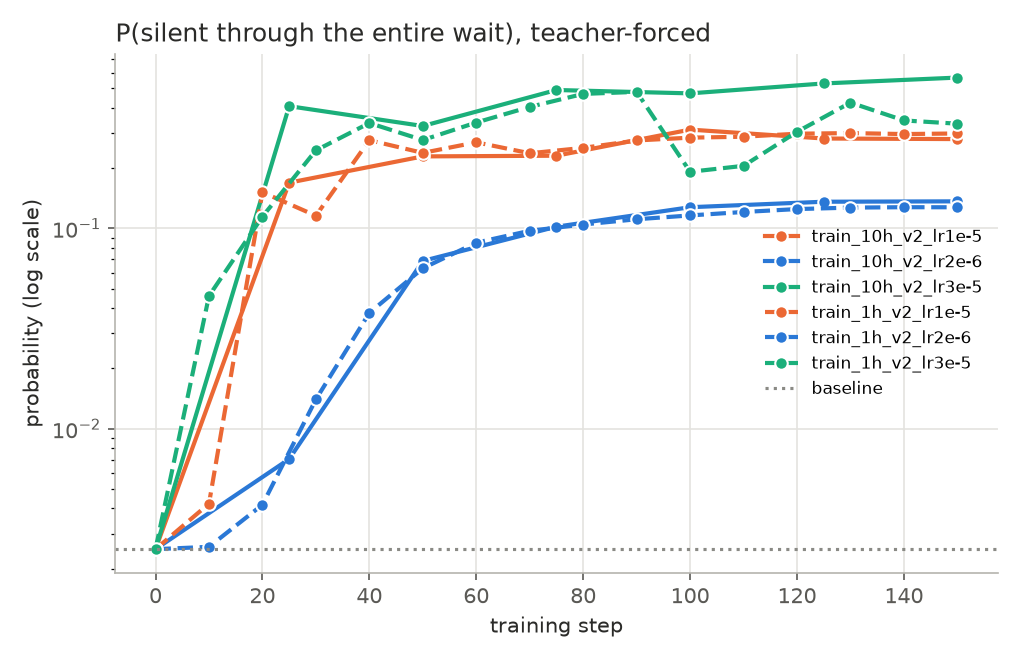 P(silent through the entire wait), teacher-forced
probability (log scale)
10⁻¹
10⁻²
0 20 40 60 80 100 120 140
training step
train_10h_v2_lr1e-5
train_10h_v2_lr2e-6
train_10h_v2_lr3e-5
train_1h_v2_lr1e-5
train_1h_v2_lr2e-6
train_1h_v2_lr3e-5
baseline